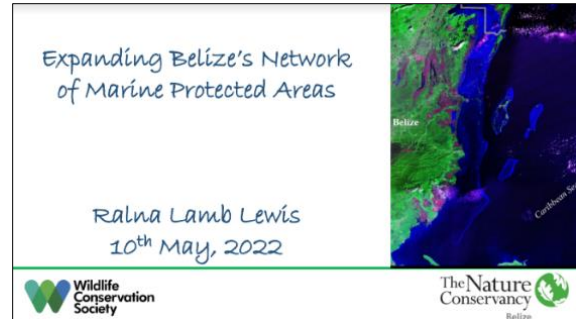 Expanding Belize's Network
of Marine Protected Areas
Ralna Lamb Lewis
10th May, 2022
Belize
Caribbean Se
Wildlife
Conservation
Society
The Nature
Conservancy
Belize